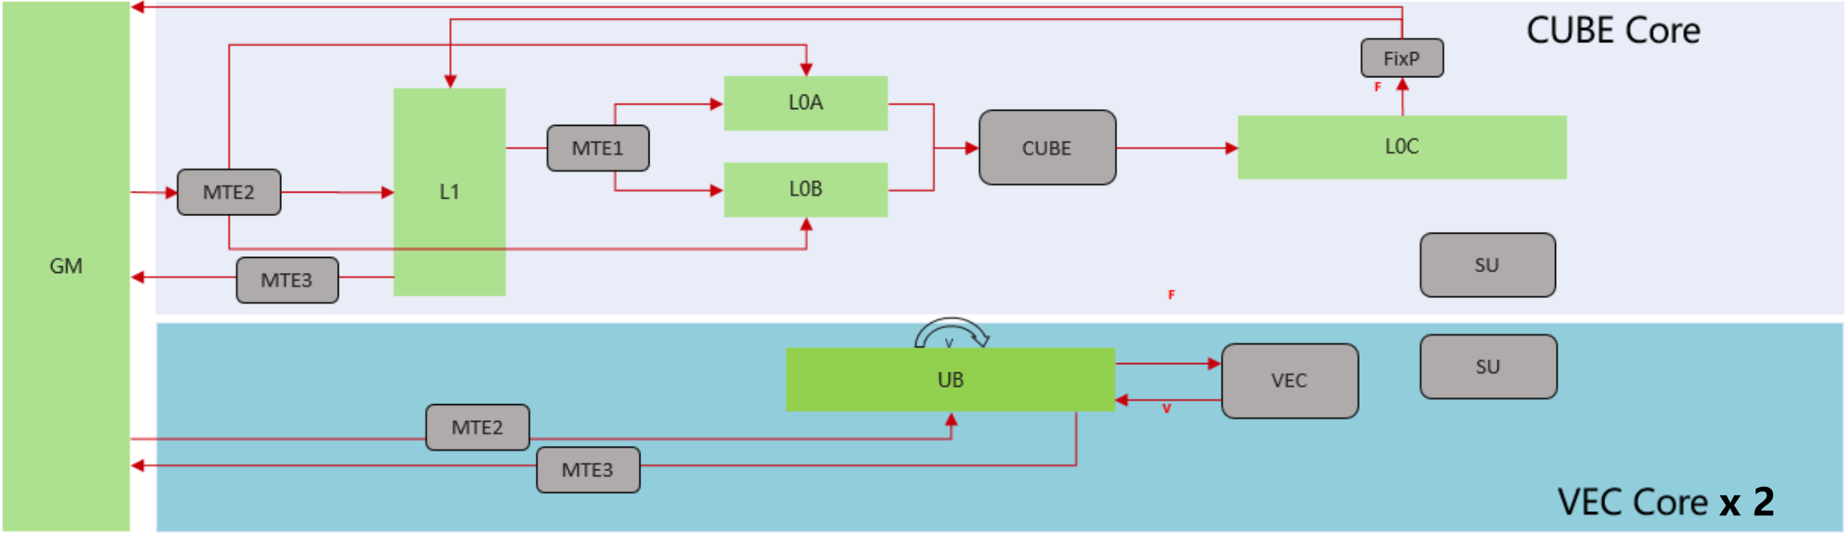 CUBE Core
FixP
F
L0A
MTE1
CUBE
L0C
MTE2
L1
L0B
GM
MTE3
SU
F
V
UB
VEC
SU
V
MTE2
MTE3
VEC Core x 2